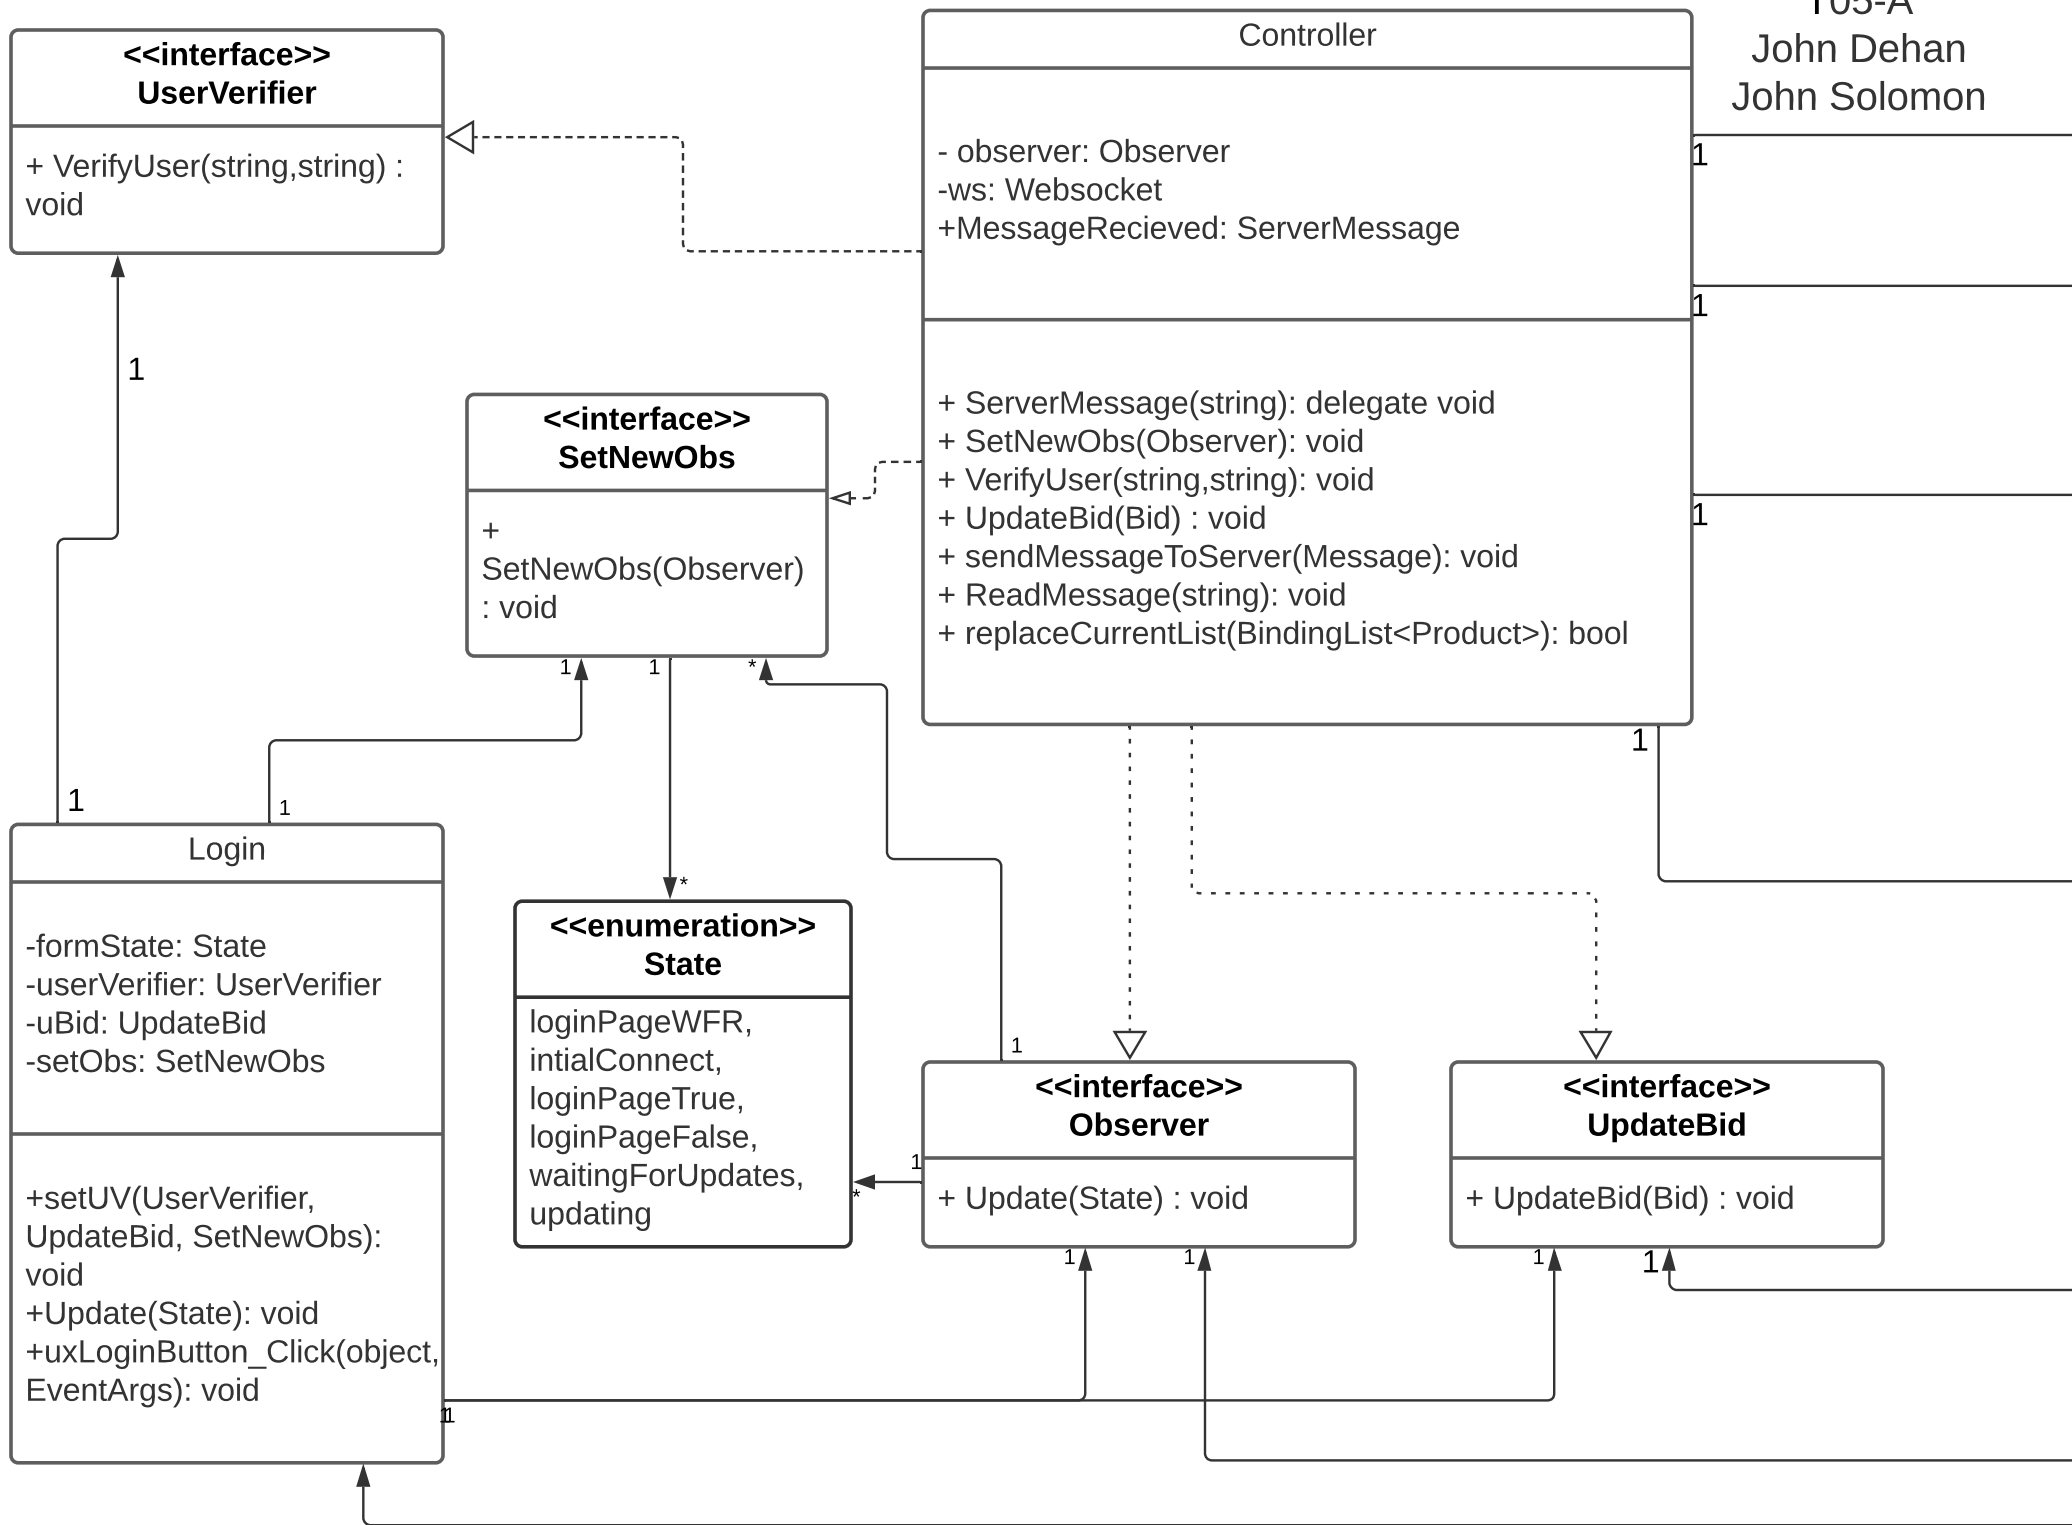 T05-A
John Dehan
John Solomon
<<interface>>
UserVerifier
+ VerifyUser(string,string) :
void
Controller
- observer: Observer
-ws: Websocket
+MessageRecieved: ServerMessage
+ ServerMessage(string): delegate void
+ SetNewObs(Observer): void
+ VerifyUser(string,string): void
+ UpdateBid(Bid) : void
+ sendMessageToServer(Message): void
+ ReadMessage(string): void
+ replaceCurrentList(BindingList<Product>): bool
1
1
1
1
1
1
<<interface>>
SetNewObs
+
SetNewObs(Observer)
: void
1
1
*
1
*
1
Login
-formState: State
-userVerifier: UserVerifier
-uBid: UpdateBid
-setObs: SetNewObs
+setUV(UserVerifier,
UpdateBid, SetNewObs):
void
+Update(State): void
+uxLoginButton_Click(object,
EventArgs): void
1
1
<<enumeration>>
State
loginPageWFR,
intialConnect,
loginPageTrue,
loginPageFalse,
waitingForUpdates,
updating
1
*
<<interface>>
Observer
+ Update(State) : void
1
1
<<interface>>
UpdateBid
+ UpdateBid(Bid) : void
1
1